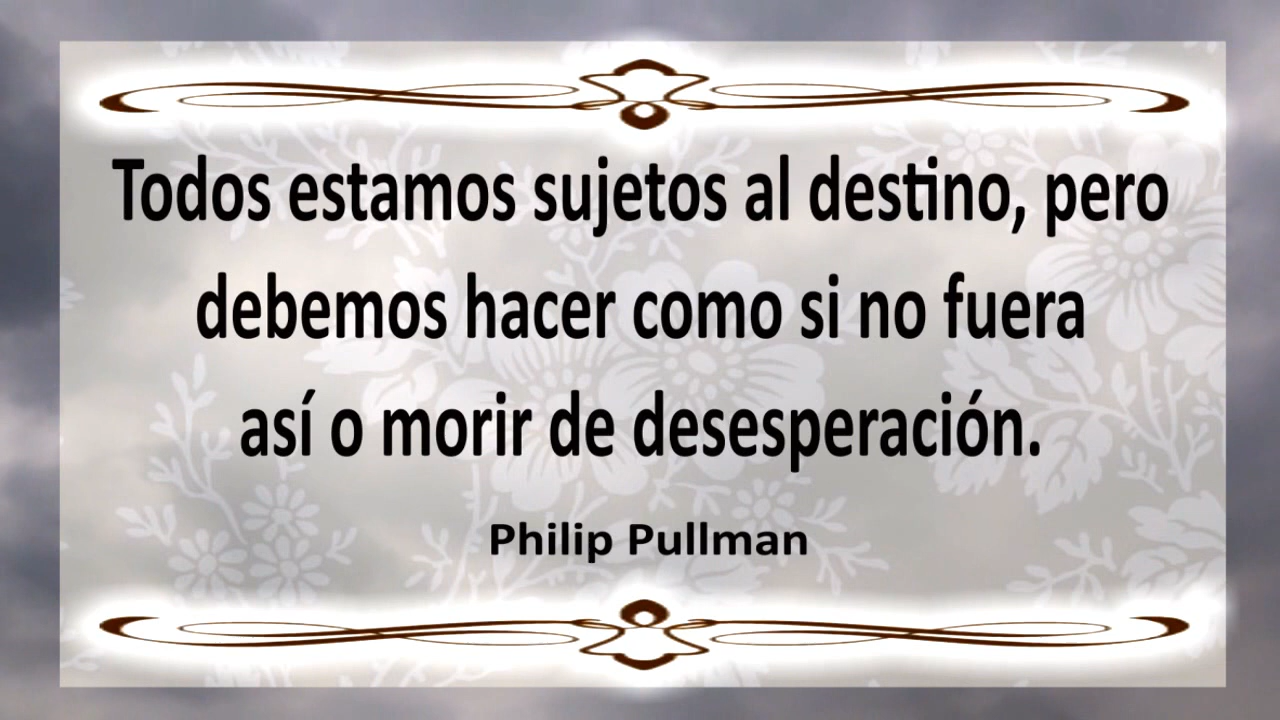 Todos estamos sujetos al destino, pero
debemos hacer como si no fuera
así o morir de desesperación.
Philip Pullman